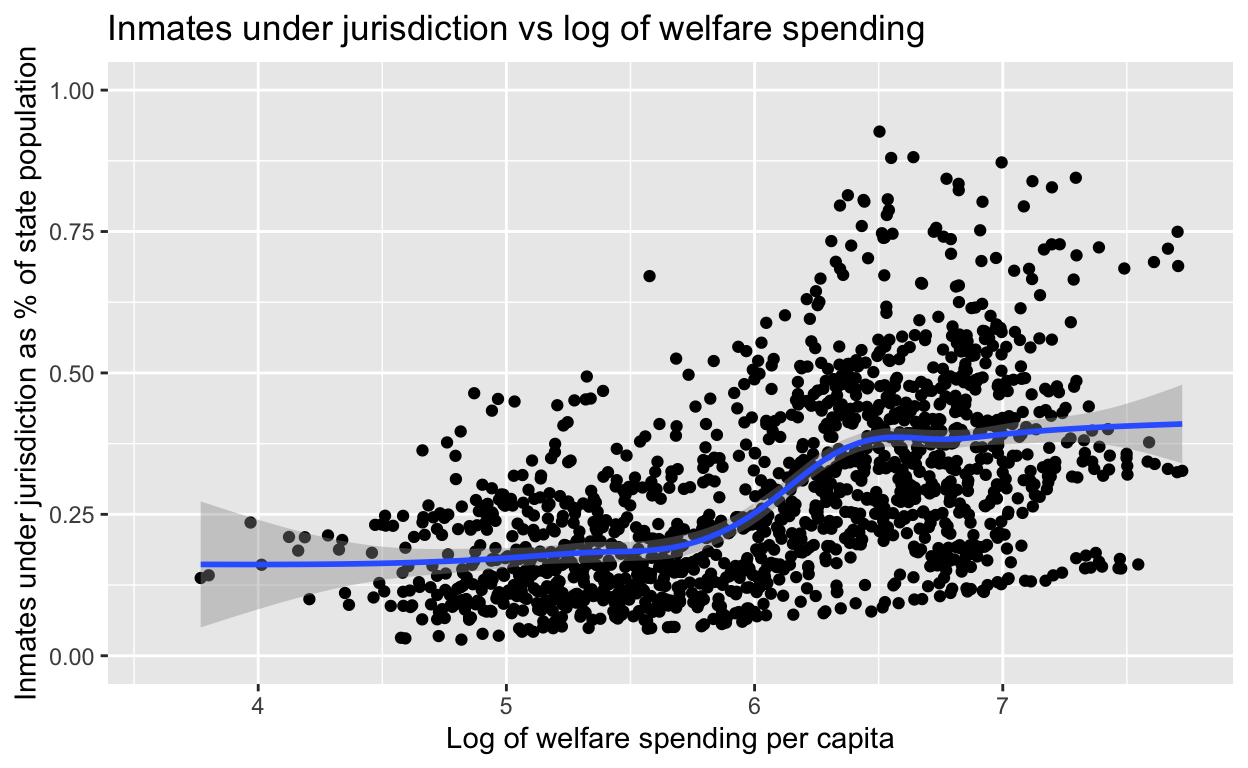 Inmates under jurisdiction vs log of welfare spending
Inmates under jurisdiction as % of state population
1.00
0.75
0.50
0.25
0.00
4 5 6 7
Log of welfare spending per capita